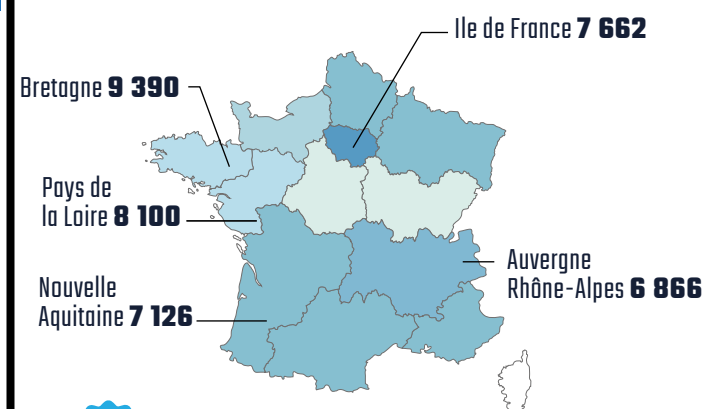 Ile de France 7 662
Bretagne 9 390
Pays de
la Loire 8 100
Auvergne
Rhône-Alpes 6 866
Nouvelle
Aquitaine 7 126